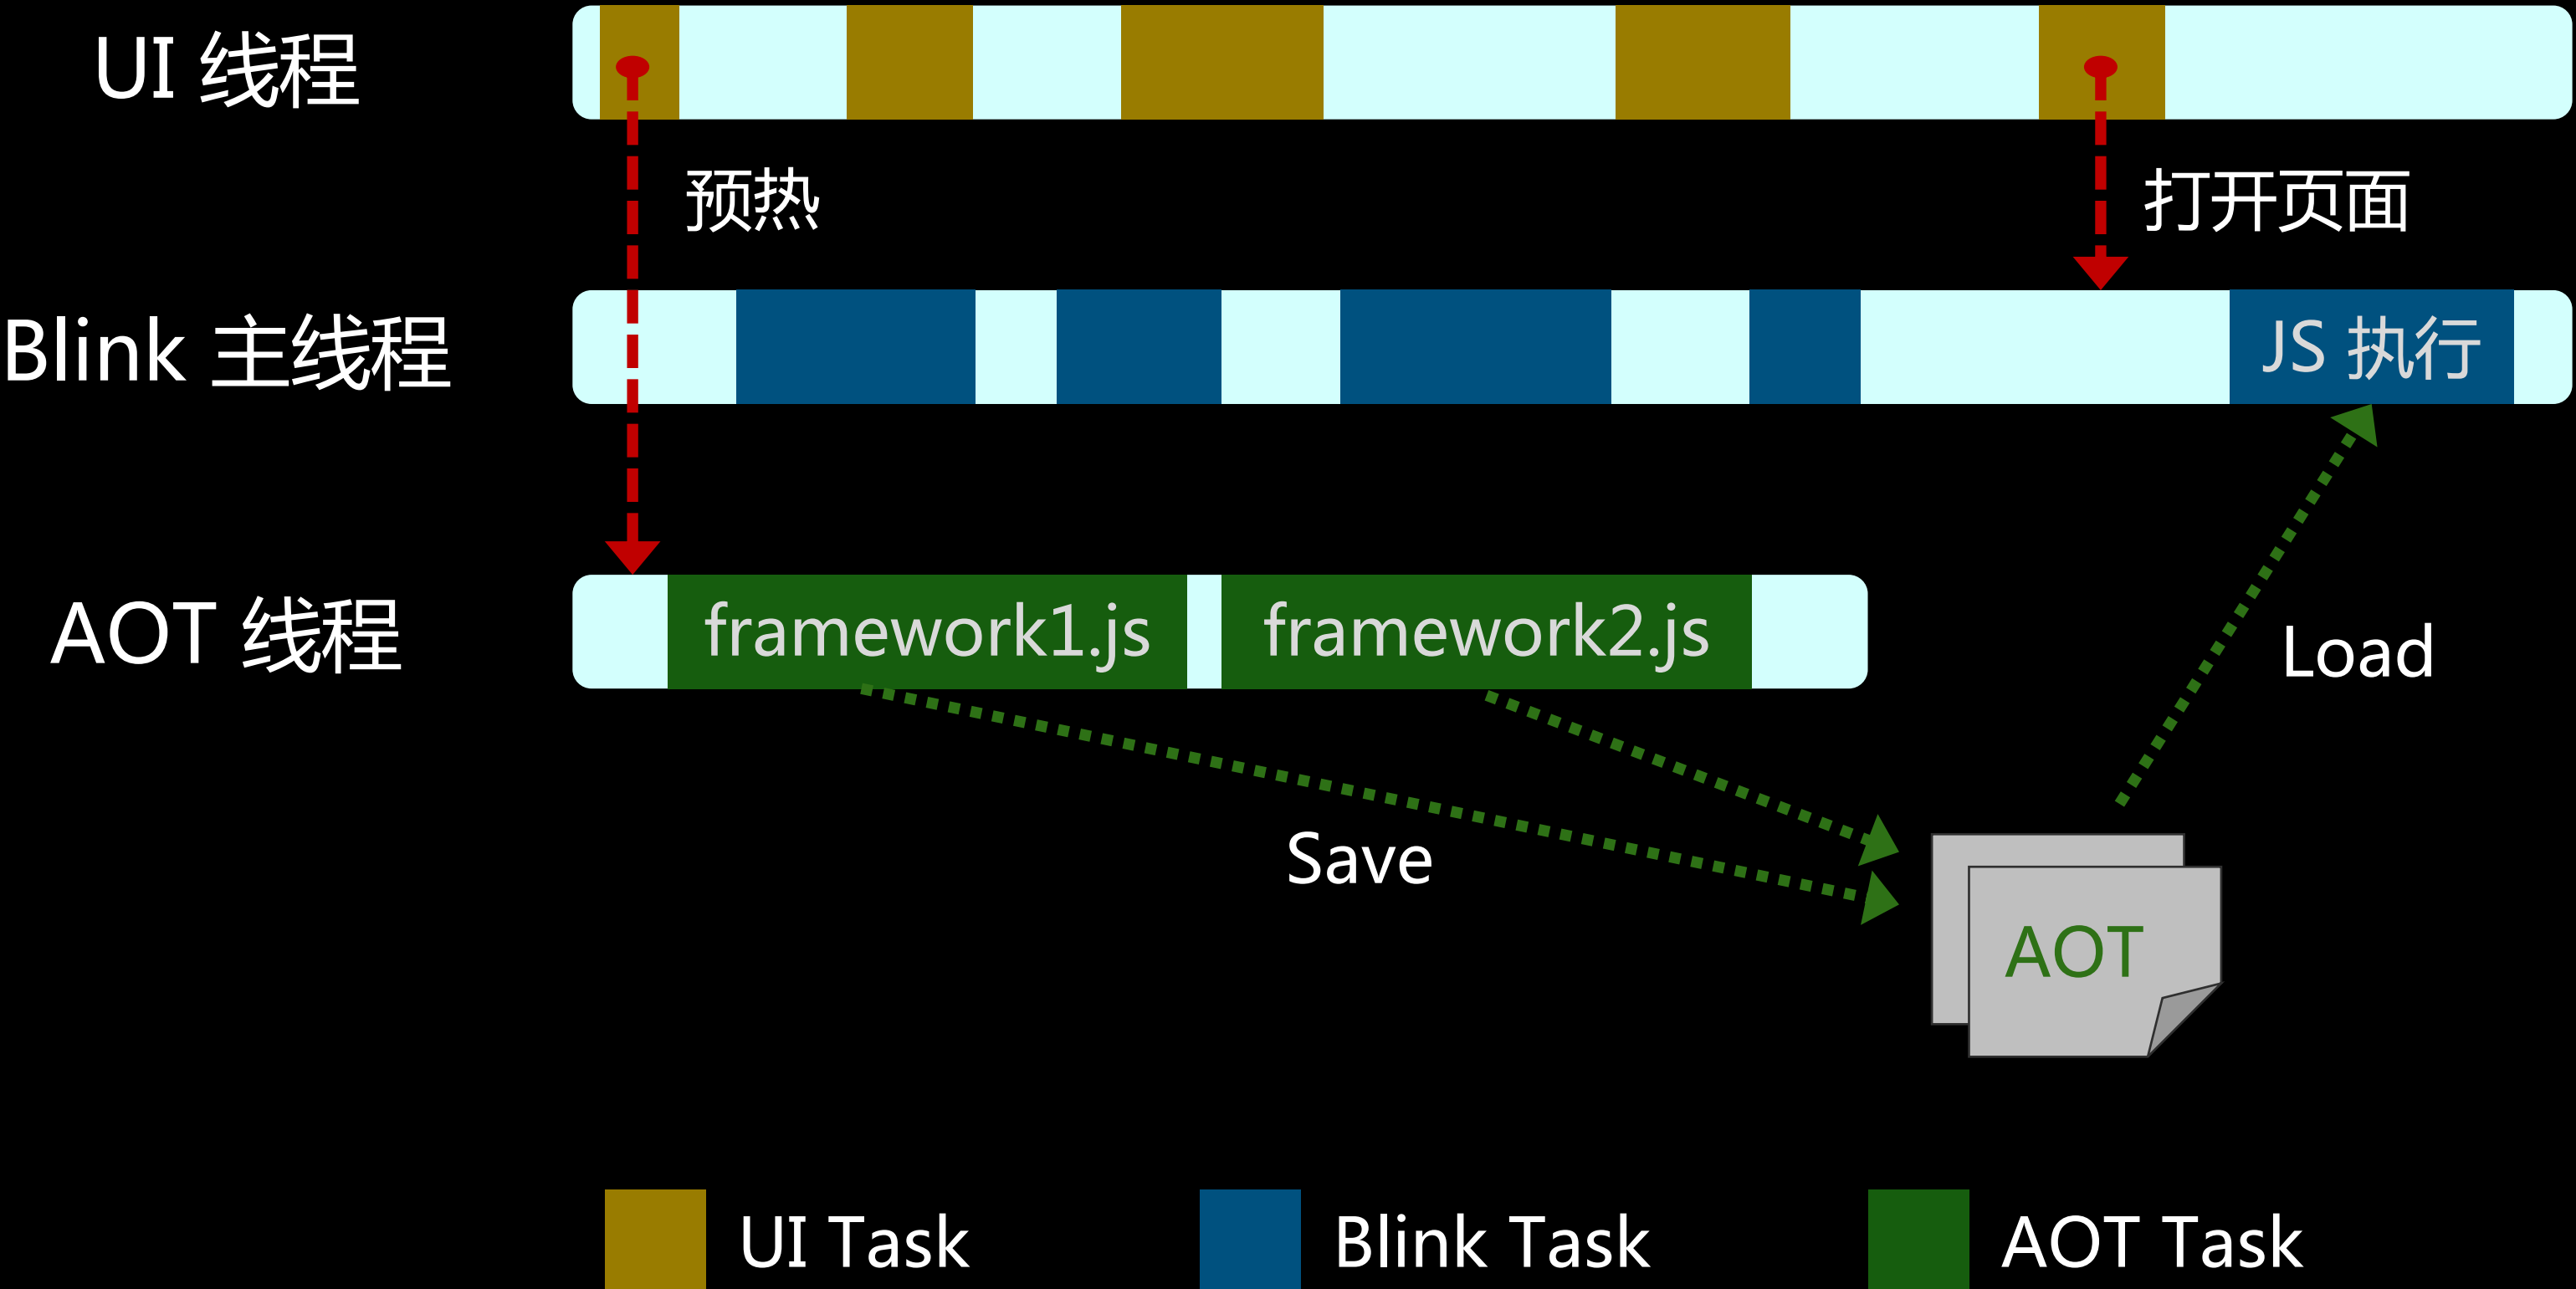 UI 线程
预热
打开页面
Blink 主线程
JS 执行
AOT 线程
framework1.js
framework2.js
Load
Save
AOT
UI Task
Blink Task
AOT Task